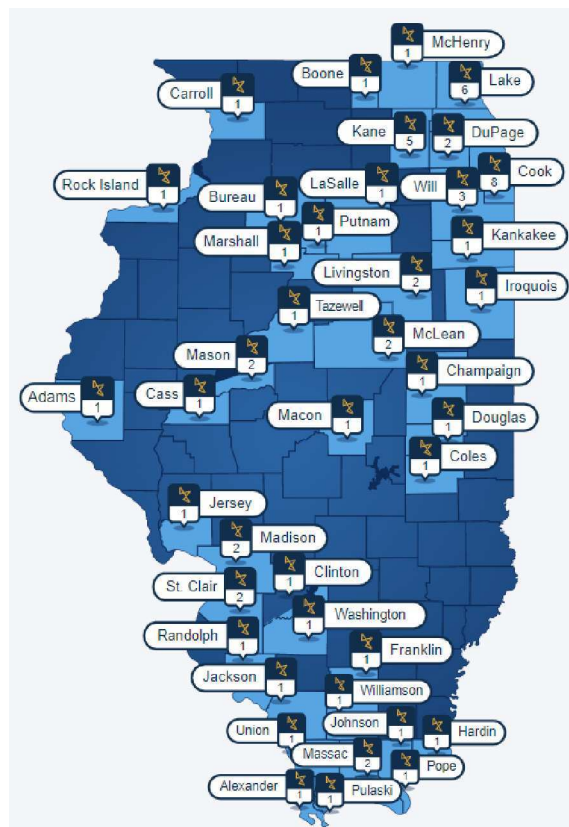 McHenry
1
Boone
1
Lake
6
Carroll
1
Kane
5
DuPage
2
Cook
8
Rock Island
1
Bureau
1
LaSalle
1
Will
3
Putnam
1
Marshall
1
Kankakee
1
Livingston
2
Iroquois
1
Tazewell
1
McLean
2
Mason
2
Champaign
1
Adams
1
Cass
1
Macon
1
Douglas
1
Coles
1
Jersey
1
Madison
2
Clinton
1
St. Clair
2
Washington
1
Randolph
1
Franklin
1
Jackson
1
Williamson
1
Johnson
1
Union
1
Hardin
1
Massac
2
Pope
1
Alexander
1
Pulaski
1